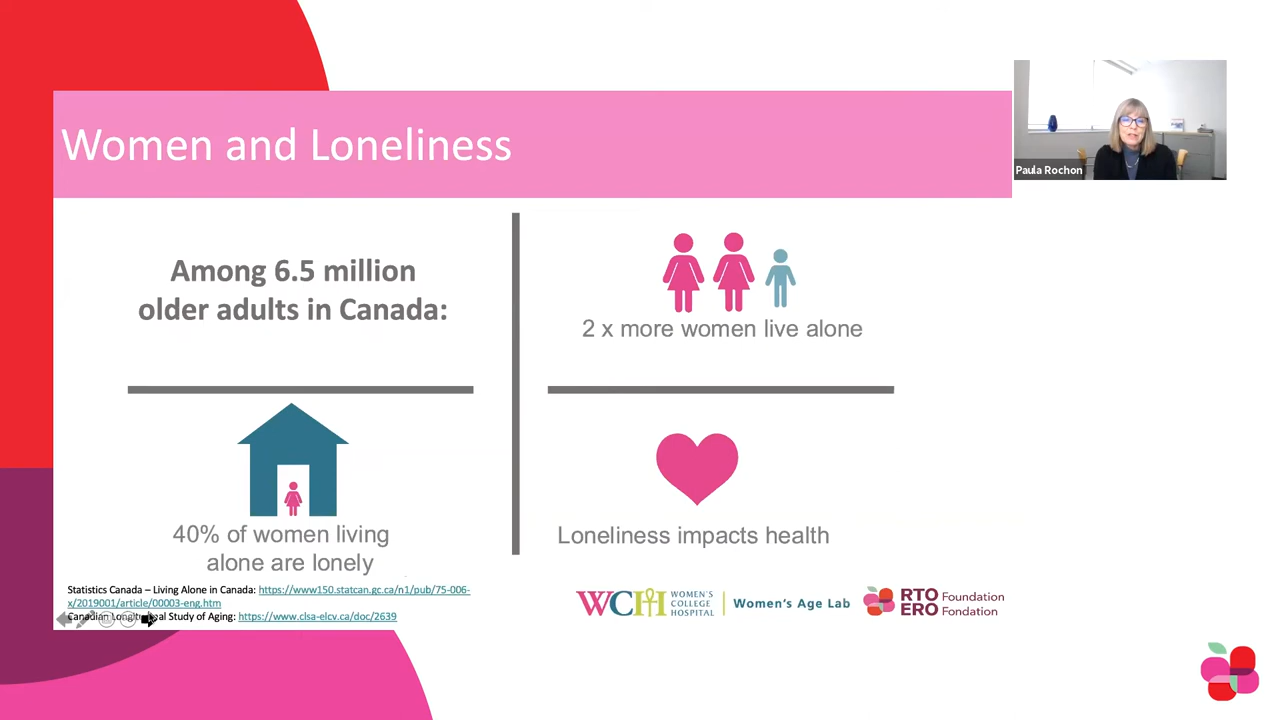 Women and Loneliness
Paula Rochon
Among 6.5 million
older adults in Canada:
2 x more women live alone
40% of women living
alone are lonely
Loneliness impacts health
Statistics Canada – Living Alone in Canada: https://www150.statcan.gc.ca/n1/pub/75-006-
x/2019001/article/00003-eng.htm
Canadian Longitudinal Study of Aging: https://www.clsa-elcv.ca/doc/2639
WCH WOMEN'S
COLLEGE
HOSPITAL
Women's Age Lab
RTO Foundation
ERO Fondation